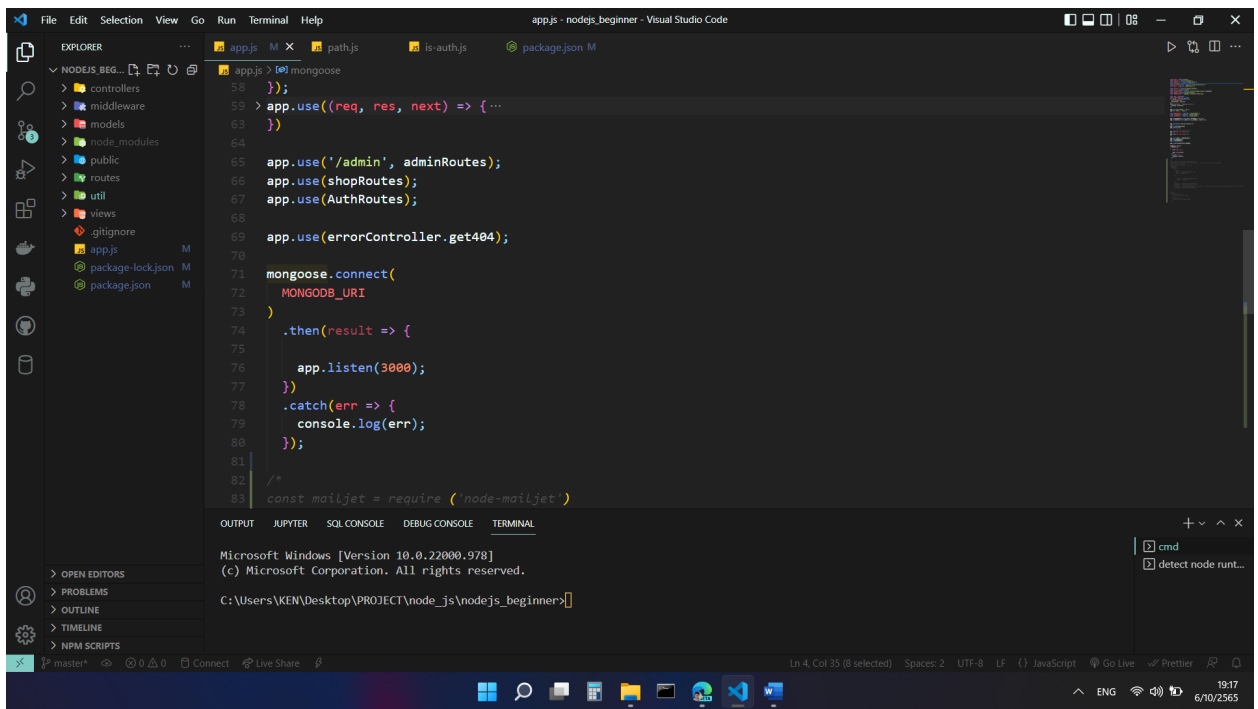 File Edit Selection View Go Run Terminal Help
app.js - nodejs_beginner - Visual Studio Code
EXPLORER
NODEJS_BEG...
controllers
middleware
models
node_modules
public
routes
util
views
.gitignore
JS app.js M
package-lock.json M
package.json M
OPEN EDITORS
PROBLEMS
OUTLINE
TIMELINE
NPM SCRIPTS
3
JS app.js M
JS path.js
JS is-auth.js
package.json M
JS app.js > mongoose
58 });
59 > app.use((req, res, next) => { ···
63 })
64
65 app.use('/admin', adminRoutes);
66 app.use(shopRoutes);
67 app.use(AuthRoutes);
68
69 app.use(errorController.get404);
70
71 mongoose.connect(
72 MONGODB_URI
73 )
74 .then(result => {
75
76 app.listen(3000);
77 })
78 .catch(err => {
79 console.log(err);
80 });
81
82 /*
83 const mailjet = require ('node-mailjet')
OUTPUT JUPYTER SQL CONSOLE DEBUG CONSOLE TERMINAL
Microsoft Windows [Version 10.0.22000.978]
(c) Microsoft Corporation. All rights reserved.
C:\Users\KEN\Desktop\PROJECT\node_js\nodejs_beginner>
cmd
detect node runt...
master* 0 0 Connect Live Share
Ln 4, Col 35 (8 selected) Spaces: 2 UTF-8 LF {} JavaScript Go Live Prettier
ENG
19:17
6/10/2565